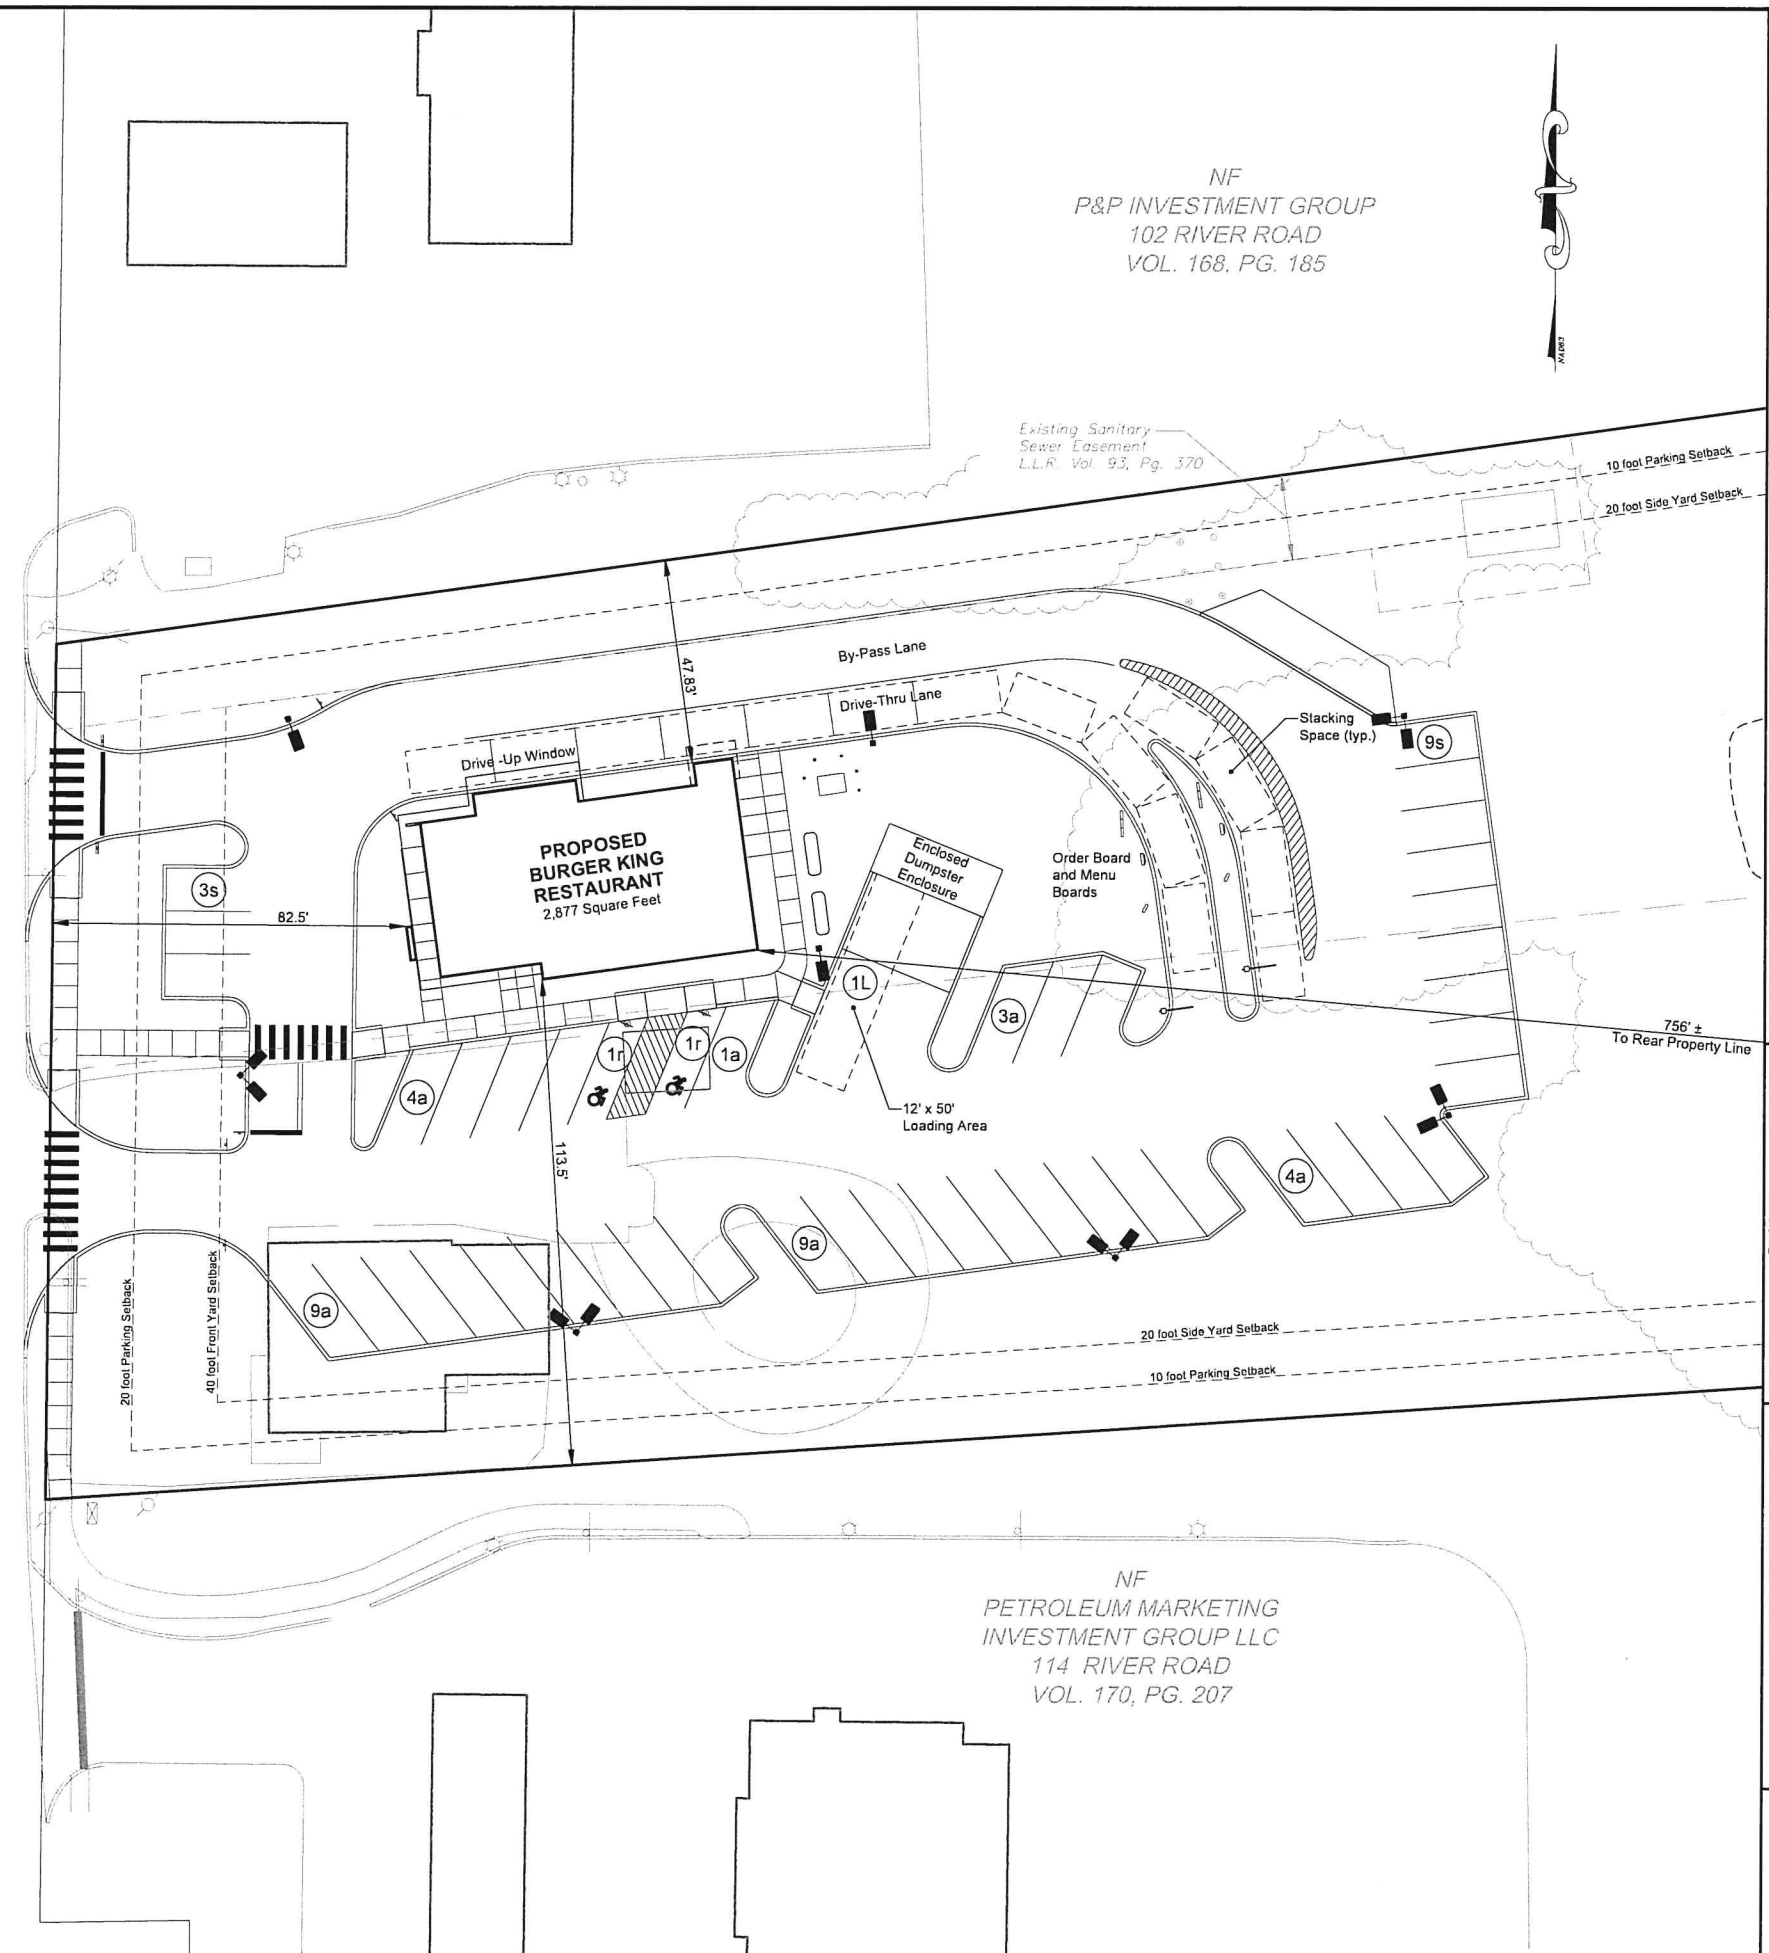 NF
P&P INVESTMENT GROUP
102 RIVER ROAD
VOL. 168, PG. 185
NAD83
Existing Sanitary
Sewer Easement
L.L.R. Vol. 93, Pg. 370
10 foot Parking Setback
20 foot Side Yard Setback
47.83'
By-Pass Lane
Drive-Thru Lane
Drive-Up Window
Stacking
Space (typ.)
9s
PROPOSED
BURGER KING
RESTAURANT
2,877 Square Feet
Enclosed
Dumpster
Enclosure
Order Board
and Menu
Boards
3s
82.5'
1L
3a
756' ±
To Rear Property Line
1r
1r
1a
4a
12' x 50'
Loading Area
113.5'
4a
9a
9a
20 foot Parking Setback
40 foot Front Yard Setback
20 foot Side Yard Setback
10 foot Parking Setback
NF
PETROLEUM MARKETING
INVESTMENT GROUP LLC
114 RIVER ROAD
VOL. 170, PG. 207